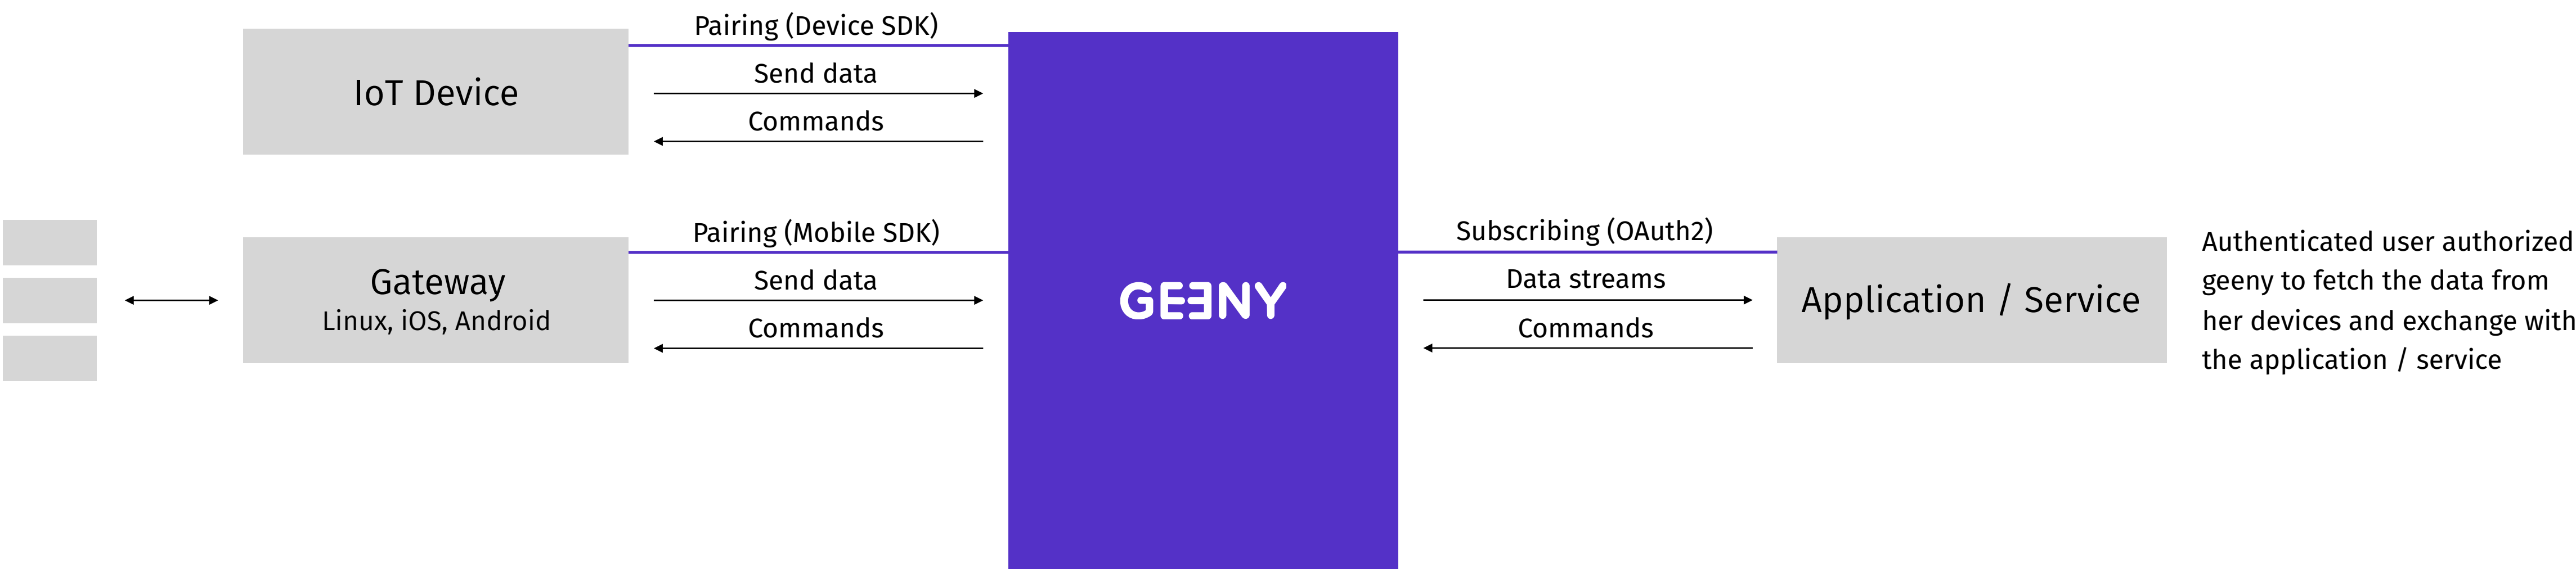 Pairing (Device SDK)
IoT Device
Send data
Commands
Pairing (Mobile SDK)
Gateway
Linux, iOS, Android
Send data
Commands
GEENY
Subscribing (OAuth2)
Data streams
Commands
Application / Service
Authenticated user authorized
geeny to fetch the data from
her devices and exchange with
the application / service